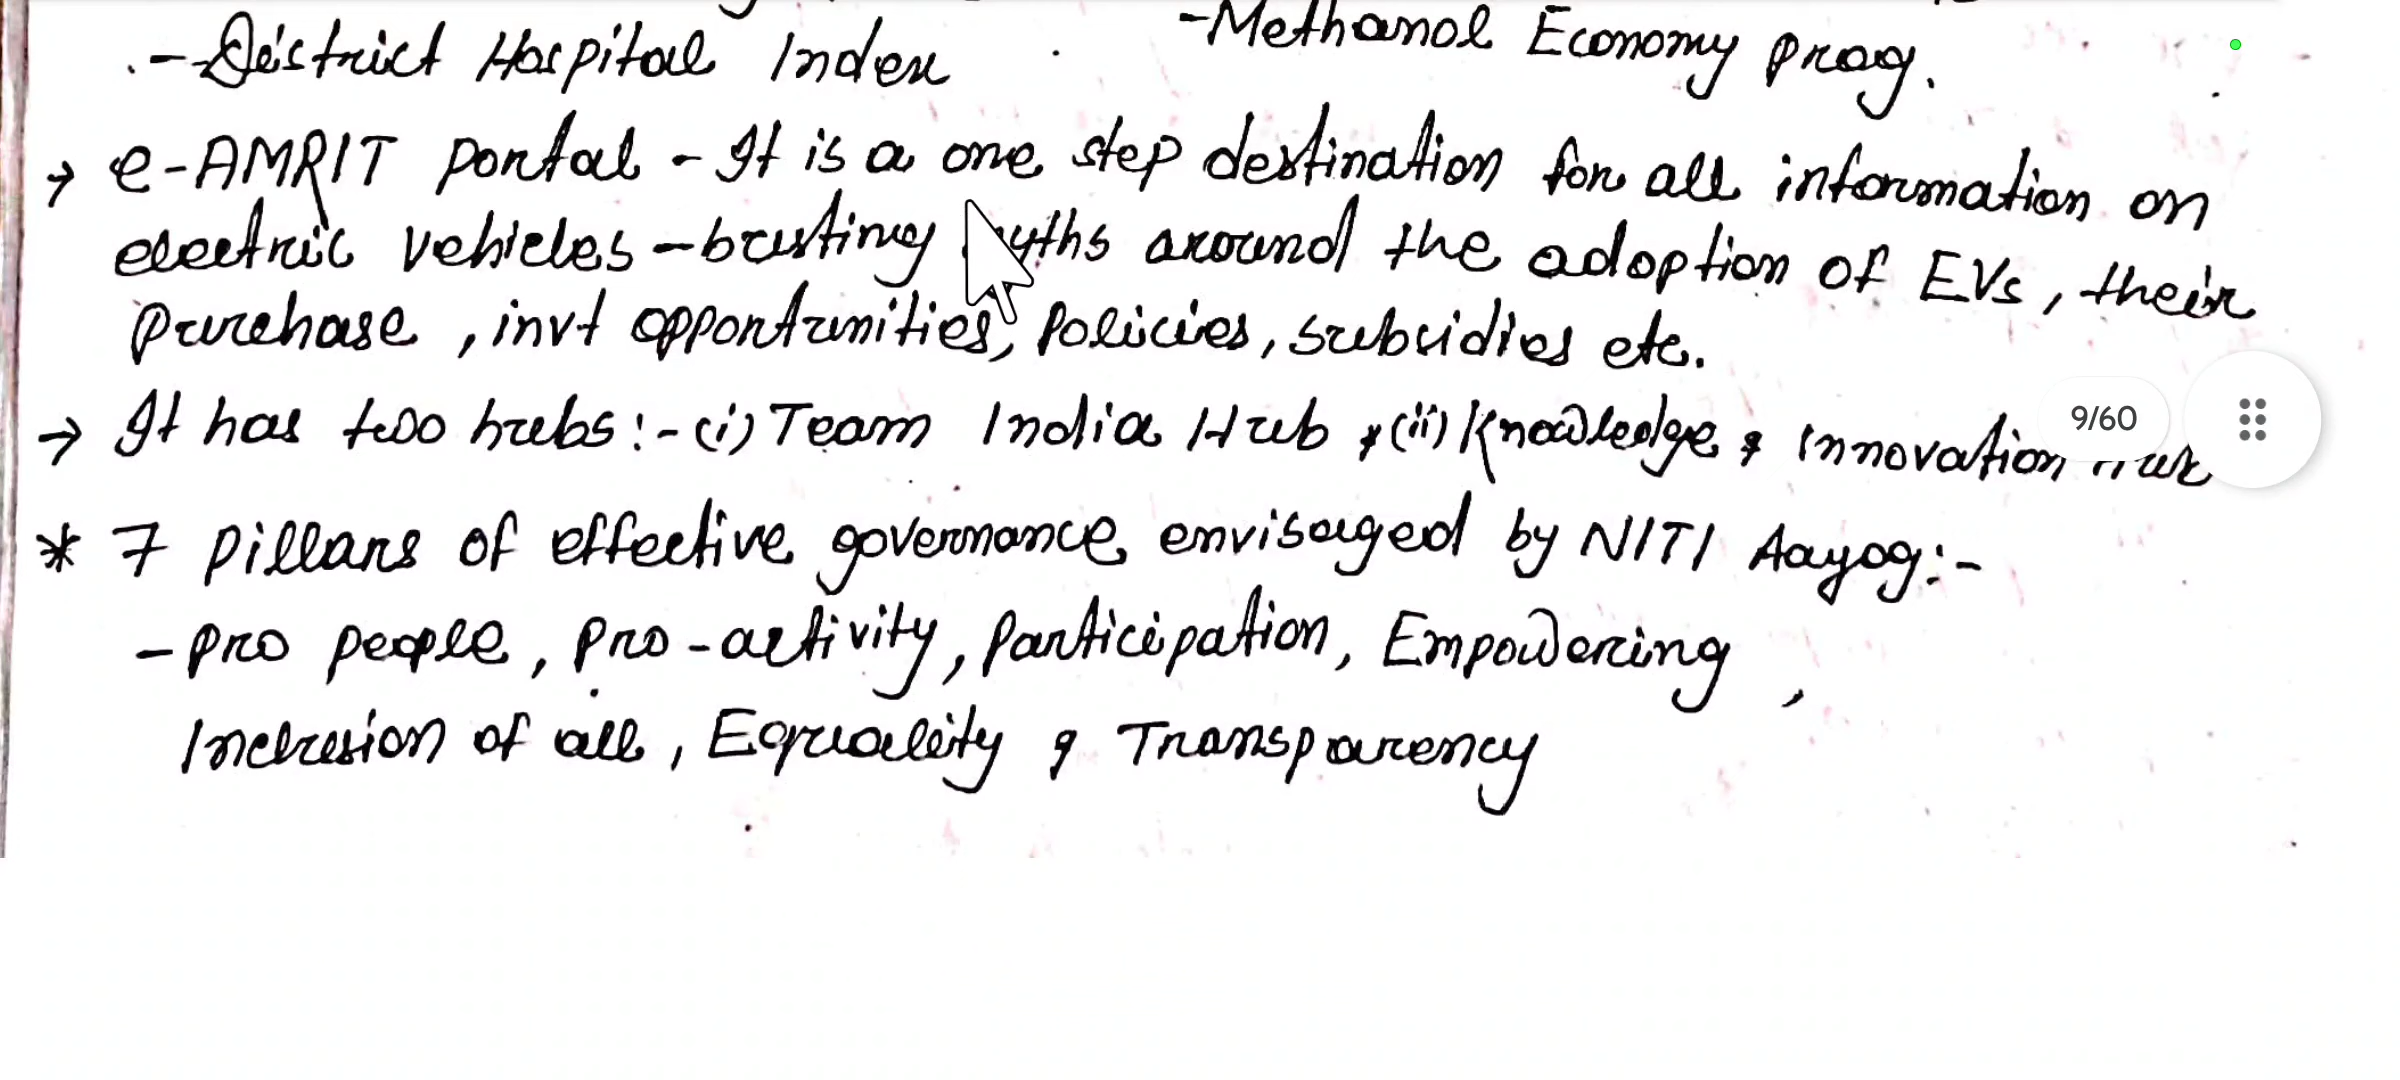 - District Hospital Index
- Methanol Economy Prog.
→ e-AMRIT portal - It is a one step destination for all information on
electric vehicles - busting myths around the adoption of EVs, their
Purchase, invt opportunities, Policies, subsidies etc.
→ It has two hubs:- (i) Team India Hub & (ii) Knowledge & Innovation Hub
9/60
* 7 pillars of effective governance envisaged by NITI Aayog:-
- Pro people, Pro-activity, Participation, Empowering,
Inclusion of all, Equality & Transparency